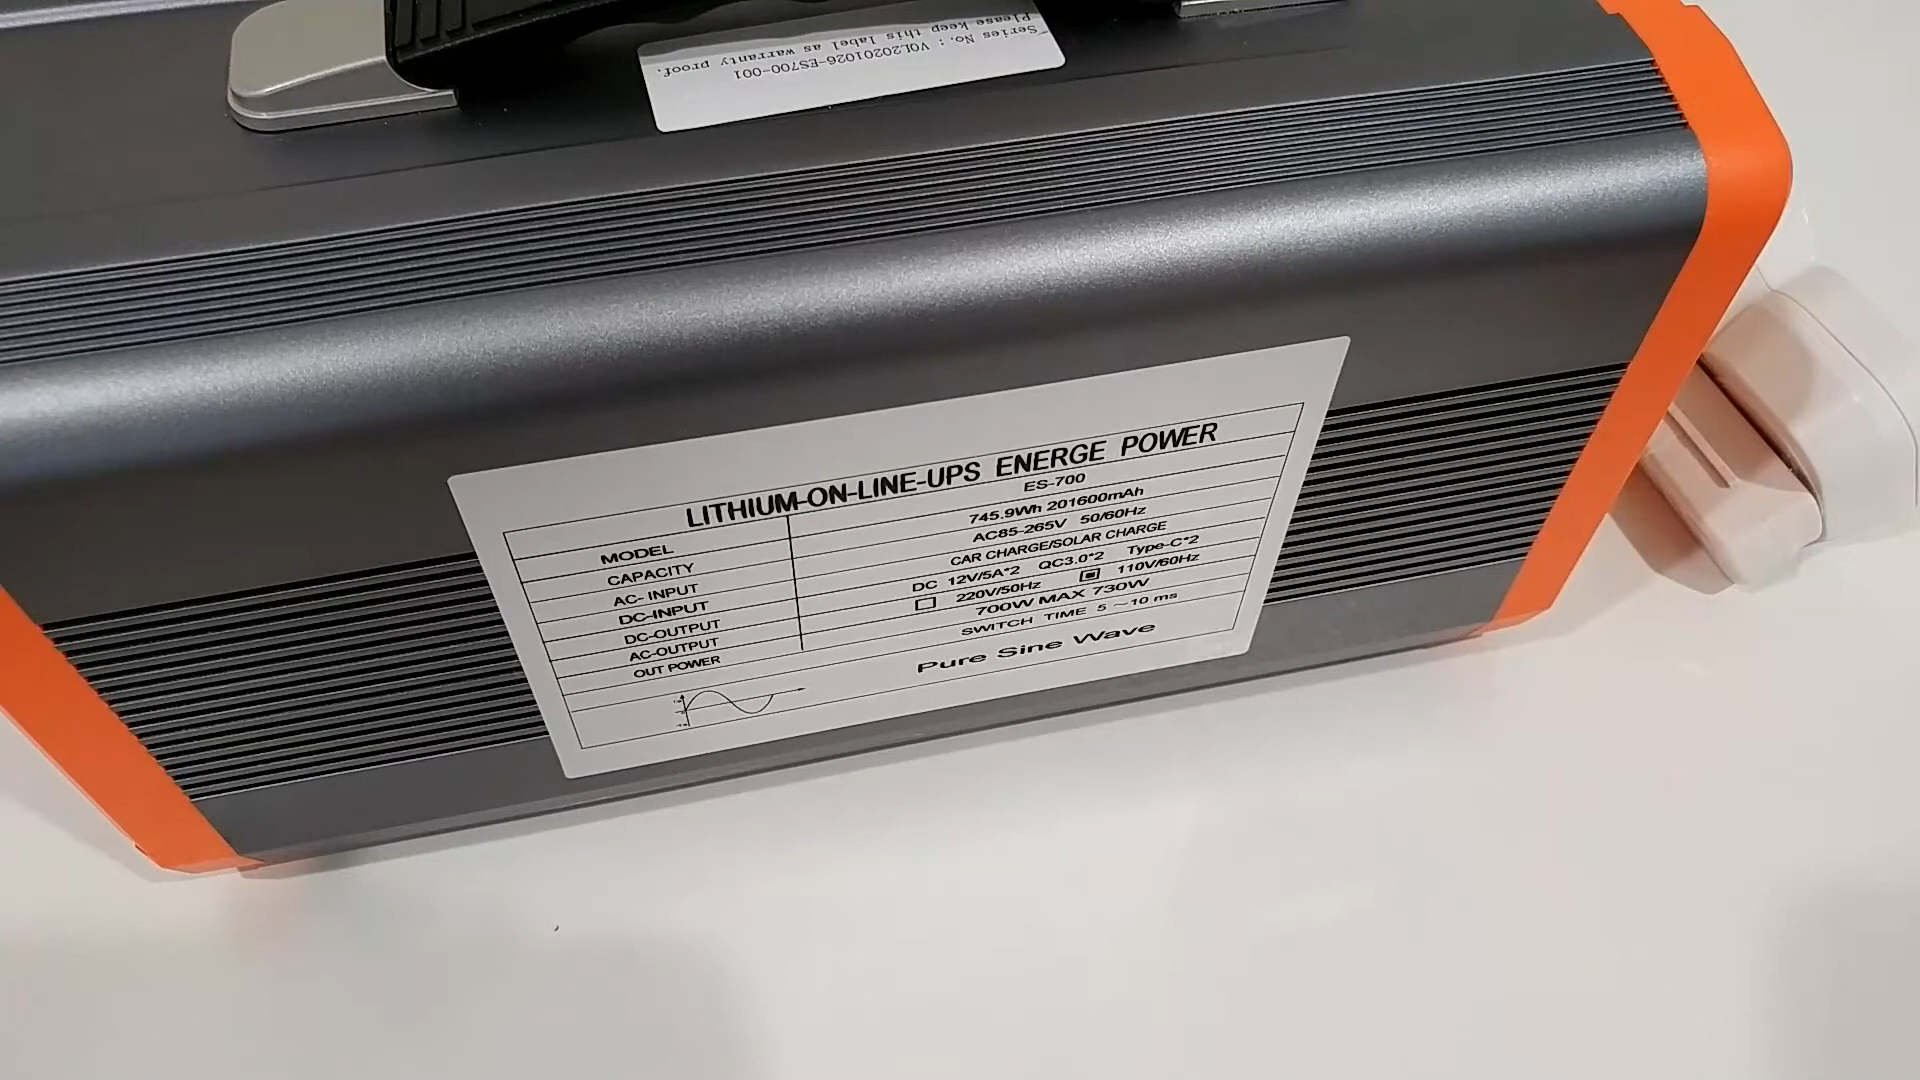 Series No.: VOL20201026-ES700-001
Please keep this label as warranty proof.
LITHIUM-ON-LINE-UPS ENERGE POWER
MODEL ES-700
CAPACITY 745.9Wh 201600mAh
AC- INPUT AC85-265V 50/60Hz
DC-INPUT CAR CHARGE/SOLAR CHARGE
DC-OUTPUT DC 12V/5A*2 QC3.0*2 Type-C*2
AC-OUTPUT 220V/50Hz 110V/60Hz
OUT POWER 700W MAX 730W
SWITCH TIME 5~10 ms
Pure Sine Wave